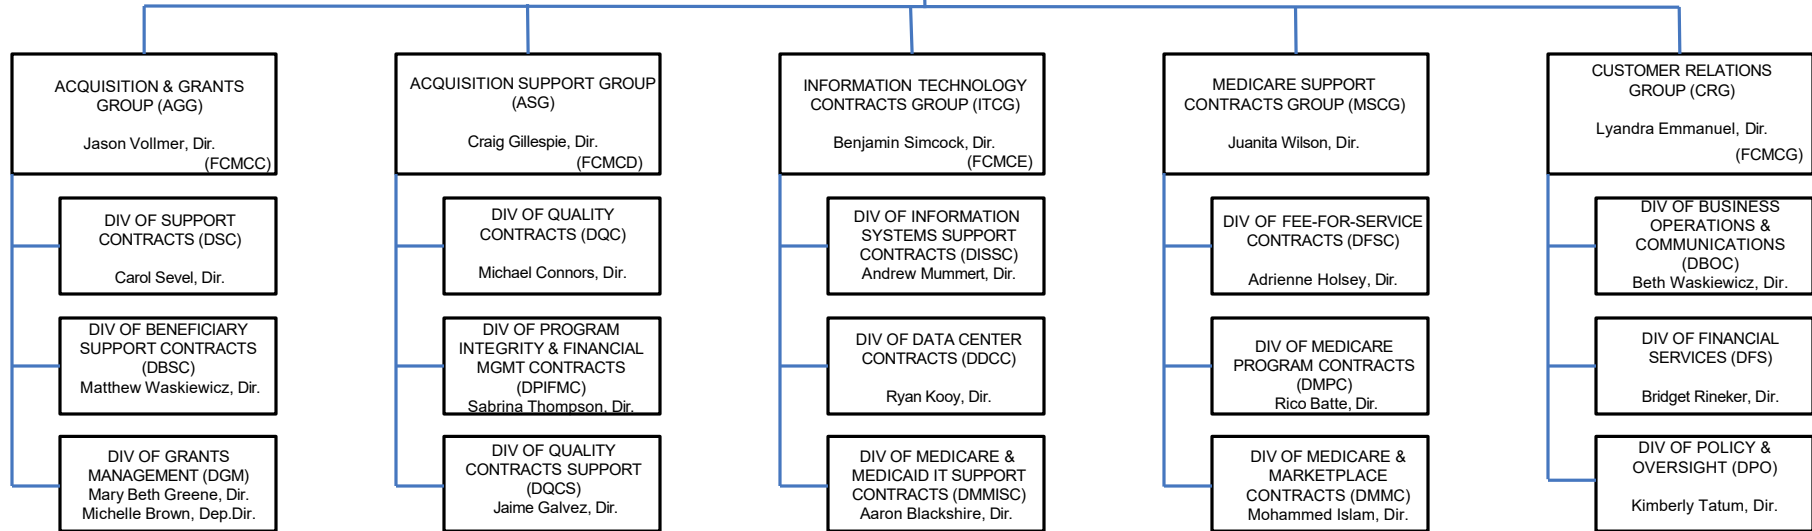 ACQUISITION & GRANTS
GROUP (AGG)
Jason Vollmer, Dir.
(FCMCC)
DIV OF SUPPORT
CONTRACTS (DSC)
Carol Sevel, Dir.
DIV OF BENEFICIARY
SUPPORT CONTRACTS
(DBSC)
Matthew Waskiewicz, Dir.
DIV OF GRANTS
MANAGEMENT (DGM)
Mary Beth Greene, Dir.
Michelle Brown, Dep.Dir.
ACQUISITION SUPPORT GROUP
(ASG)
Craig Gillespie, Dir.
(FCMCD)
DIV OF QUALITY
CONTRACTS (DQC)
Michael Connors, Dir.
DIV OF PROGRAM
INTEGRITY & FINANCIAL
MGMT CONTRACTS
(DPIFMC)
Sabrina Thompson, Dir.
DIV OF QUALITY
CONTRACTS SUPPORT
(DQCS)
Jaime Galvez, Dir.
INFORMATION TECHNOLOGY
CONTRACTS GROUP (ITCG)
Benjamin Simcock, Dir.
(FCMCE)
DIV OF INFORMATION
SYSTEMS SUPPORT
CONTRACTS (DISSC)
Andrew Mummert, Dir.
DIV OF DATA CENTER
CONTRACTS (DDCC)
Ryan Kooy, Dir.
DIV OF MEDICARE &
MEDICAID IT SUPPORT
CONTRACTS (DMMISC)
Aaron Blackshire, Dir.
MEDICARE SUPPORT
CONTRACTS GROUP (MSCG)
Juanita Wilson, Dir.
DIV OF FEE-FOR-SERVICE
CONTRACTS (DFSC)
Adrienne Holsey, Dir.
DIV OF MEDICARE
PROGRAM CONTRACTS
(DMPC)
Rico Batte, Dir.
DIV OF MEDICARE &
MARKETPLACE
CONTRACTS (DMMC)
Mohammed Islam, Dir.
CUSTOMER RELATIONS
GROUP (CRG)
Lyandra Emmanuel, Dir.
(FCMCG)
DIV OF BUSINESS
OPERATIONS &
COMMUNICATIONS
(DBOC)
Beth Waskiewicz, Dir.
DIV OF FINANCIAL
SERVICES (DFS)
Bridget Rineker, Dir.
DIV OF POLICY &
OVERSIGHT (DPO)
Kimberly Tatum, Dir.